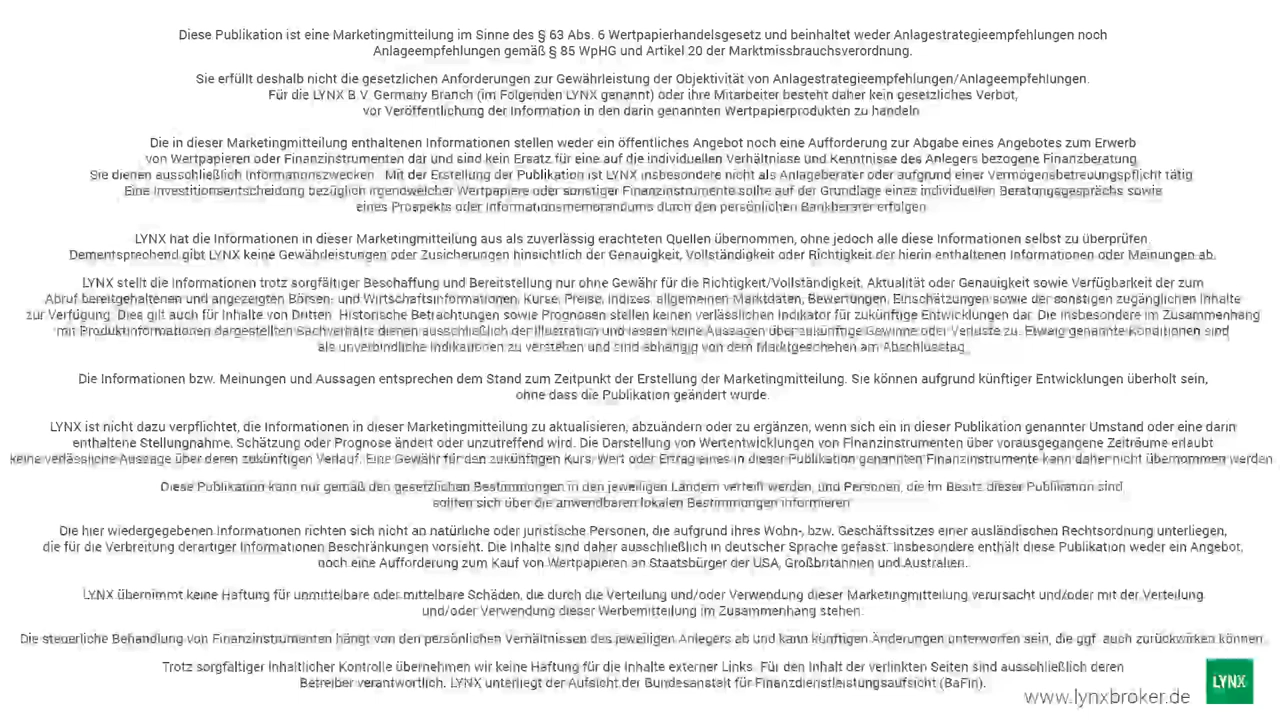 Diese Publikation ist eine Marketingmitteilung im Sinne des § 63 Abs. 6 Wertpapierhandelsgesetz und beinhaltet weder Anlagestrategieempfehlungen noch
Anlageempfehlungen gemäß § 85 WpHG und Artikel 20 der Marktmissbrauchsverordnung.
Sie erfüllt deshalb nicht die gesetzlichen Anforderungen zur Gewährleistung der Objektivität von Anlagestrategieempfehlungen/Anlageempfehlungen.
Für die LYNX B.V. Germany Branch (im Folgenden LYNX genannt) oder ihre Mitarbeiter besteht daher kein gesetzliches Verbot,
vor Veröffentlichung der Information in den darin genannten Wertpapierprodukten zu handeln
Die in dieser Marketingmitteilung enthaltenen Informationen stellen weder ein öffentliches Angebot noch eine Aufforderung zur Abgabe eines Angebotes zum Erwerb
von Wertpapieren oder Finanzinstrumenten dar und sind kein Ersatz für eine auf die individuellen Verhältnisse und Kenntnisse des Anlegers bezogene Finanzberatung
Sie dienen ausschließlich Informationszwecken. Mit der Erstellung der Publikation ist LYNX insbesondere nicht als Anlageberater oder aufgrund einer Vermögensbetreuungspflicht tätig
Eine Investitionsentscheidung bezüglich irgendwelcher Wertpapiere oder sonstiger Finanzinstrumente sollte auf der Grundlage eines individuellen Beratungsgesprächs sowie
eines Prospekts oder Informationsmemorandums durch den persönlichen Bankberater erfolgen
LYNX hat die Informationen in dieser Marketingmitteilung aus als zuverlässig erachteten Quellen übernommen, ohne jedoch alle diese Informationen selbst zu überprüfen.
Dementsprechend gibt LYNX keine Gewährleistungen oder Zusicherungen hinsichtlich der Genauigkeit, Vollständigkeit oder Richtigkeit der hierin enthaltenen Informationen oder Meinungen ab.
LYNX stellt die Informationen trotz sorgfältiger Beschaffung und Bereitstellung nur ohne Gewähr für die Richtigkeit/Vollständigkeit, Aktualität oder Genauigkeit sowie Verfügbarkeit der zum
Abruf bereitgehaltenen und angezeigten Börsen- und Wirtschaftsinformationen, Kurse, Preise, Indizes, allgemeinen Marktdaten, Bewertungen, Einschätzungen sowie der sonstigen zugänglichen Inhalte
zur Verfügung. Dies gilt auch für Inhalte von Dritten. Historische Betrachtungen sowie Prognosen stellen keinen verlässlichen Indikator für zukünftige Entwicklungen dar. Die insbesondere im Zusammenhang
mit Produktinformationen dargestellten Sachverhalte dienen ausschließlich der Illustration und lassen keine Aussagen über zukünftige Gewinne oder Verluste zu. Etwaig genannte Konditionen sind
als unverbindliche Indikationen zu verstehen und sind abhängig von dem Marktgeschehen am Abschlusstag
Die Informationen bzw. Meinungen und Aussagen entsprechen dem Stand zum Zeitpunkt der Erstellung der Marketingmitteilung. Sie können aufgrund künftiger Entwicklungen überholt sein,
ohne dass die Publikation geändert wurde.
LYNX ist nicht dazu verpflichtet, die Informationen in dieser Marketingmitteilung zu aktualisieren, abzuändern oder zu ergänzen, wenn sich ein in dieser Publikation genannter Umstand oder eine darin
enthaltene Stellungnahme, Schätzung oder Prognose ändert oder unzutreffend wird. Die Darstellung von Wertentwicklungen von Finanzinstrumenten über vorausgegangene Zeiträume erlaubt
keine verlässliche Aussage über deren zukünftigen Verlauf. Eine Gewähr für den zukünftigen Kurs, Wert oder Ertrag eines in dieser Publikation genannten Finanzinstrumente kann daher nicht übernommen werden
Diese Publikation kann nur gemäß den gesetzlichen Bestimmungen in den jeweiligen Ländern verteilt werden, und Personen, die im Besitz dieser Publikation sind
sollten sich über die anwendbaren lokalen Bestimmungen informieren
Die hier wiedergegebenen Informationen richten sich nicht an natürliche oder juristische Personen, die aufgrund ihres Wohn-, bzw. Geschäftssitzes einer ausländischen Rechtsordnung unterliegen,
die für die Verbreitung derartiger Informationen Beschränkungen vorsieht. Die Inhalte sind daher ausschließlich in deutscher Sprache gefasst. Insbesondere enthält diese Publikation weder ein Angebot,
noch eine Aufforderung zum Kauf von Wertpapieren an Staatsbürger der USA, Großbritannien und Australien.
LYNX übernimmt keine Haftung für unmittelbare oder mittelbare Schäden, die durch die Verteilung und/oder Verwendung dieser Marketingmitteilung verursacht und/oder mit der Verteilung
und/oder Verwendung dieser Werbemitteilung im Zusammenhang stehen.
Die steuerliche Behandlung von Finanzinstrumenten hängt von den persönlichen Verhältnissen des jeweiligen Anlegers ab und kann künftigen Änderungen unterworfen sein, die ggf. auch zurückwirken können
Trotz sorgfältiger inhaltlicher Kontrolle übernehmen wir keine Haftung für die Inhalte externer Links. Für den Inhalt der verlinkten Seiten sind ausschließlich deren
Betreiber verantwortlich. LYNX unterliegt der Aufsicht der Bundesanstalt für Finanzdienstleistungsaufsicht (BaFin).
www.lynxbroker.de
LYNX